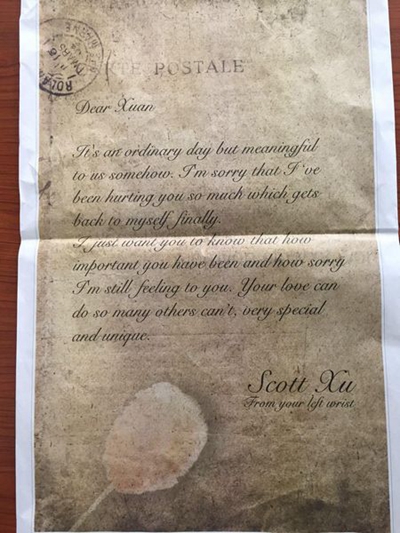 TE POSTALE
Dear Xuan
It's an ordinary day but meaningful
to us somehow. I'm sorry that I've
been hurting you so much which gets
back to myself finally.
I just want you to know that how
important you have been and how sorry
I'm still feeling to you. Your love can
do so many others can't, very special
and unique.
Scott Xu
From your left wrist